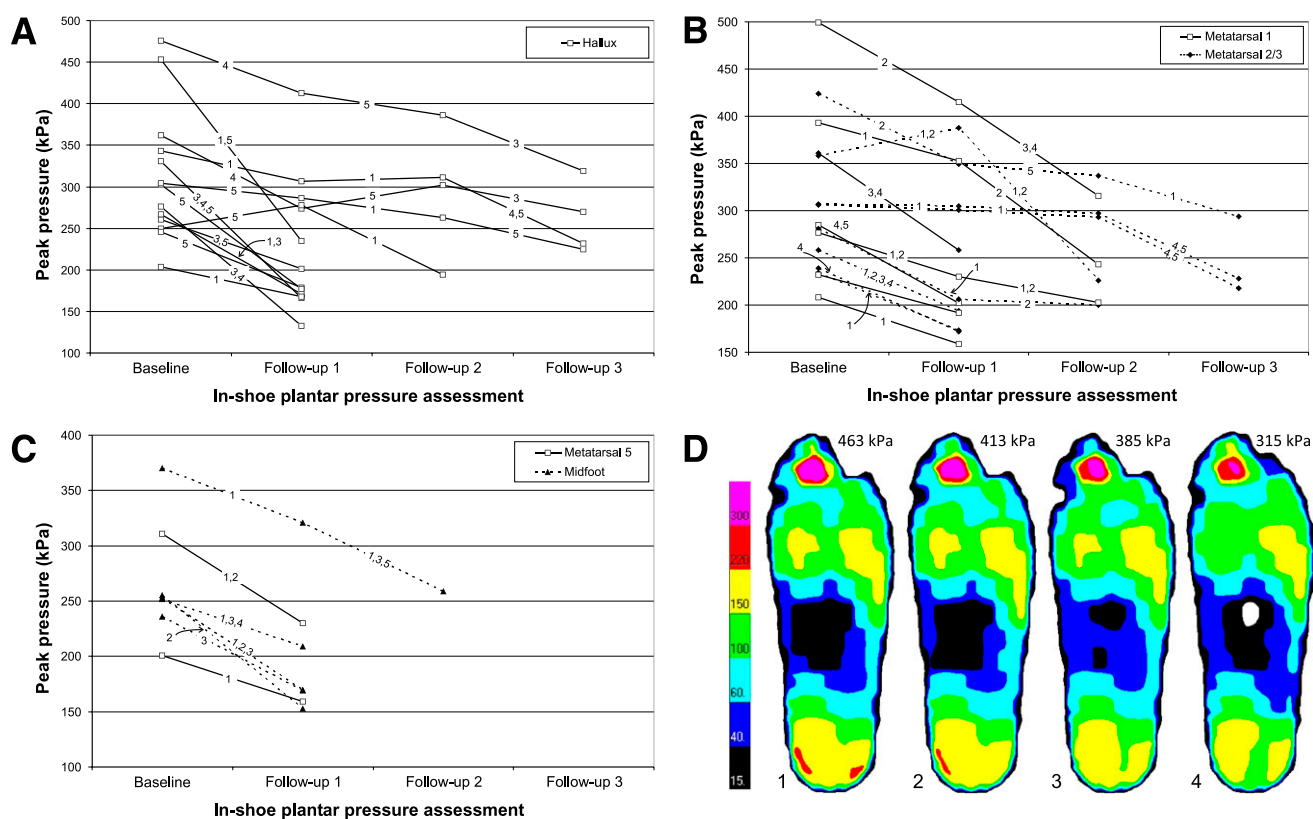 A
Hallux
Peak pressure (kPa)
500
450
400
350
300
250
200
150
100
4
5
3
1,5
1
1
4
5
1
3
3,4,5
5
5
4,5
5
1
3,5
1,3
5
3,4
1
Baseline
Follow-up 1
Follow-up 2
Follow-up 3
In-shoe plantar pressure assessment
B
Metatarsal 1
Metatarsal 2/3
Peak pressure (kPa)
500
450
400
350
300
250
200
150
2
2
1,2
1
3,4
5
3,4
2
1,2
1
1
1
4,5
4,5
4,5
1,2
1
4
1,2,3,4
1,2
2
1
1
Baseline
Follow-up 1
Follow-up 2
Follow-up 3
In-shoe plantar pressure assessment
C
Metatarsal 5
Midfoot
Peak pressure (kPa)
400
350
300
250
200
150
100
1
1,3,5
1,2
1,3,4
2
3
1,2,3
1
Baseline
Follow-up 1
Follow-up 2
Follow-up 3
In-shoe plantar pressure assessment
D
463 kPa
413 kPa
385 kPa
315 kPa
300
220
150
100
60.
40.
15.
1
2
3
4